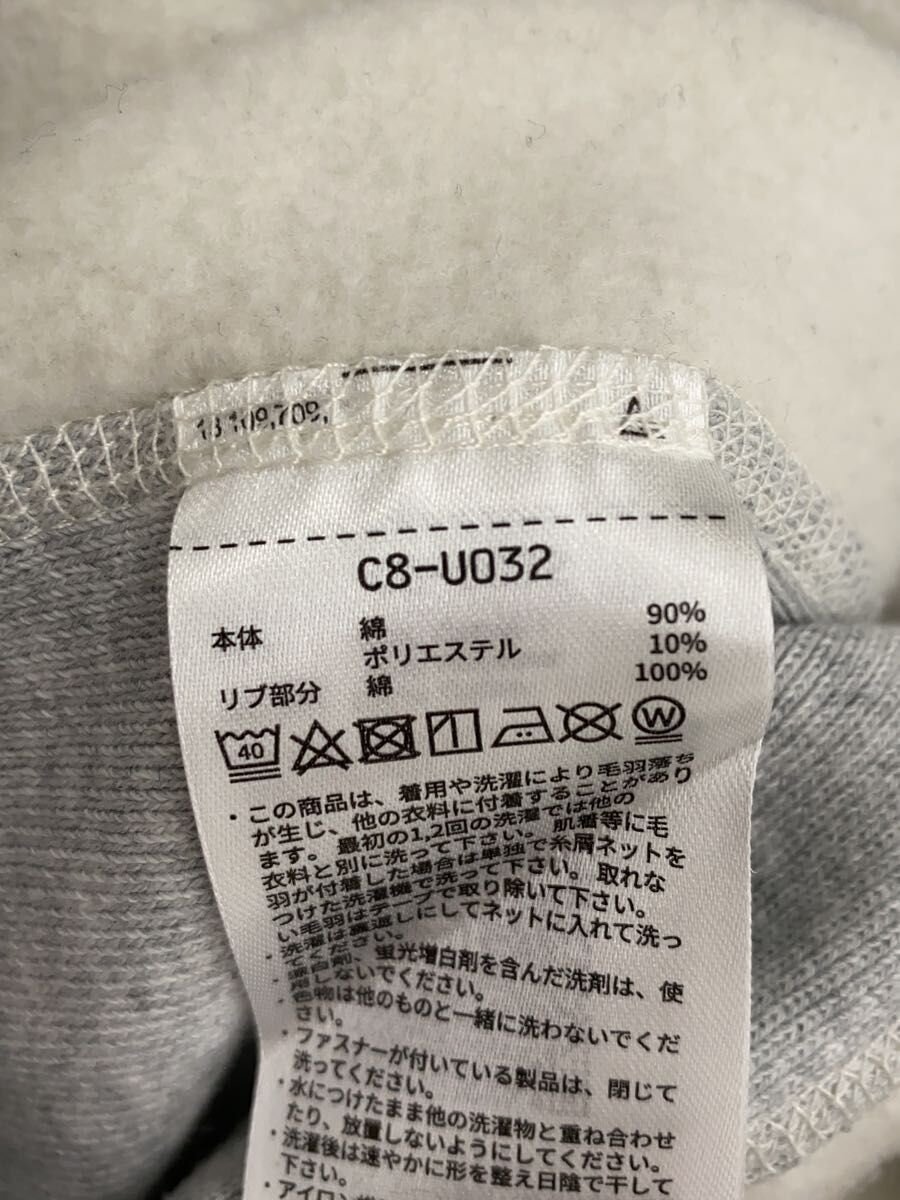 C8-U032
本体 綿 90%
ポリエステル 10%
リブ部分 綿 100%
40
W
・この商品は、着用や洗濯により毛羽落ち
が生じ、他の衣料に付着することがあり
ます。最初の1,2回の洗濯では他の
衣料と別に洗って下さい。肌着等に毛
羽が付着した場合は単独で糸屑ネットを
つけた洗濯機で洗って下さい。取れな
い毛羽はテープで取り除いて下さい。
・洗濯は裏返しにしてネットに入れて洗っ
てください。
・漂白剤、蛍光増白剤を含んだ洗剤は、使
用しないでください。
・色物は他のものと一緒に洗わないでくだ
さい。
・ファスナーが付いている製品は、閉じて
洗ってください。
・水につけたまま他の洗濯物と重ね合わせ
たり、放置しないようにしてください。
・洗濯後は速やかに形を整え日陰で干して
下さい。
・アイロン